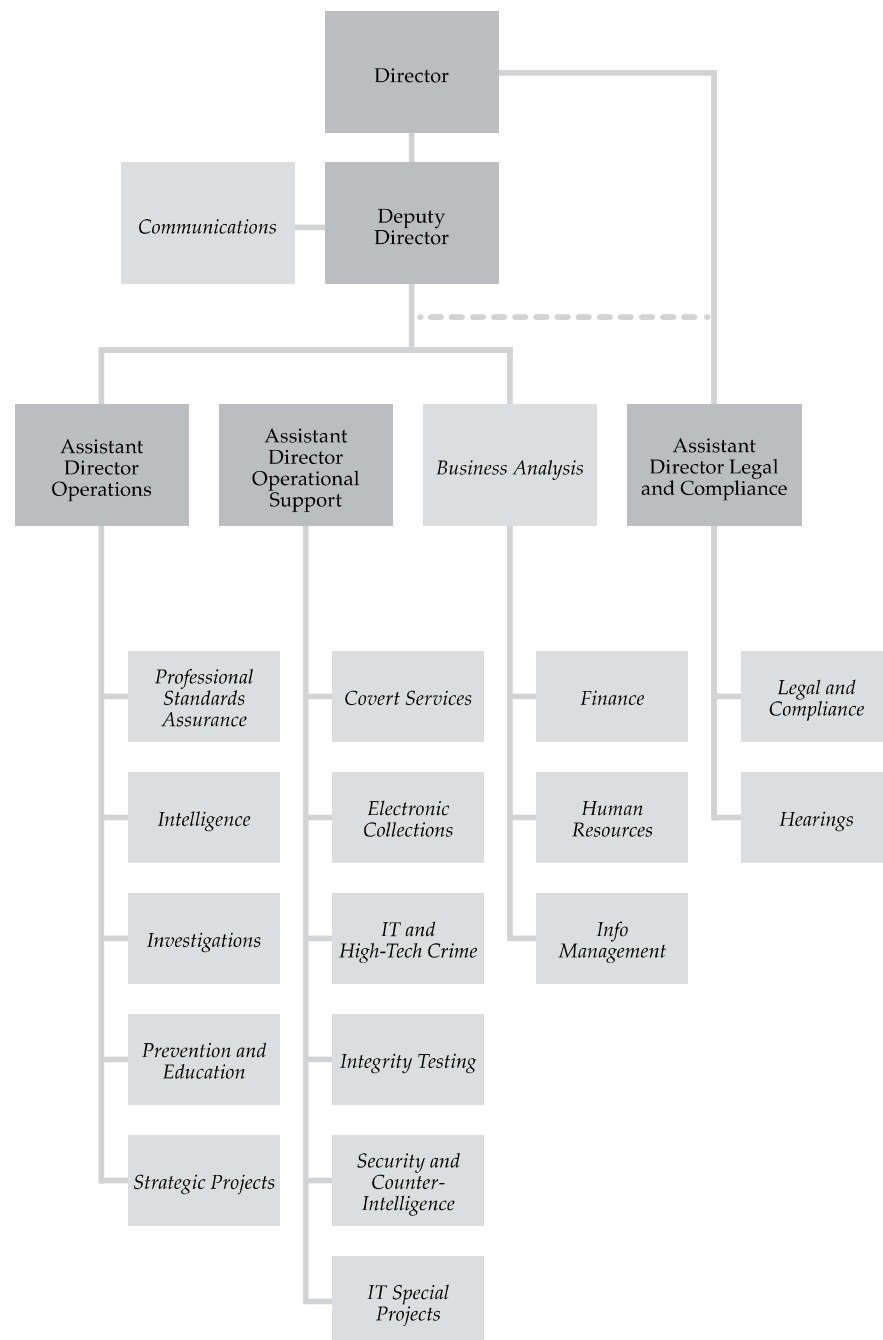 Director
Communications
Deputy
Director
Assistant
Director
Operations
Assistant
Director
Operational
Support
Business Analysis
Assistant
Director Legal
and Compliance
Professional
Standards
Assurance
Covert Services
Finance
Legal and
Compliance
Intelligence
Electronic
Collections
Human
Resources
Hearings
Investigations
IT and
High-Tech Crime
Info
Management
Prevention and
Education
Integrity Testing
Strategic Projects
Security and
Counter-
Intelligence
IT Special
Projects